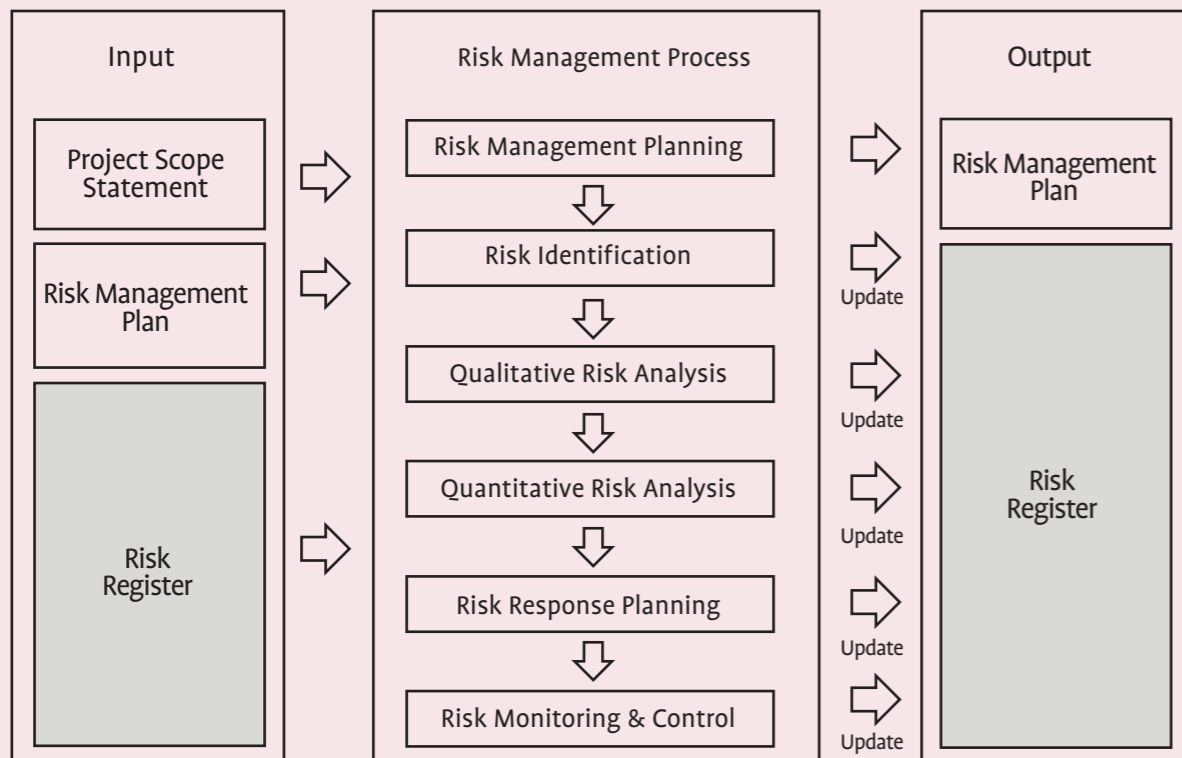 Input
Project Scope
Statement
Risk Management
Plan
Risk
Register
Risk Management Process
Risk Management Planning
Risk Identification
Qualitative Risk Analysis
Quantitative Risk Analysis
Risk Response Planning
Risk Monitoring & Control
Update
Update
Update
Update
Update
Output
Risk Management
Plan
Risk
Register